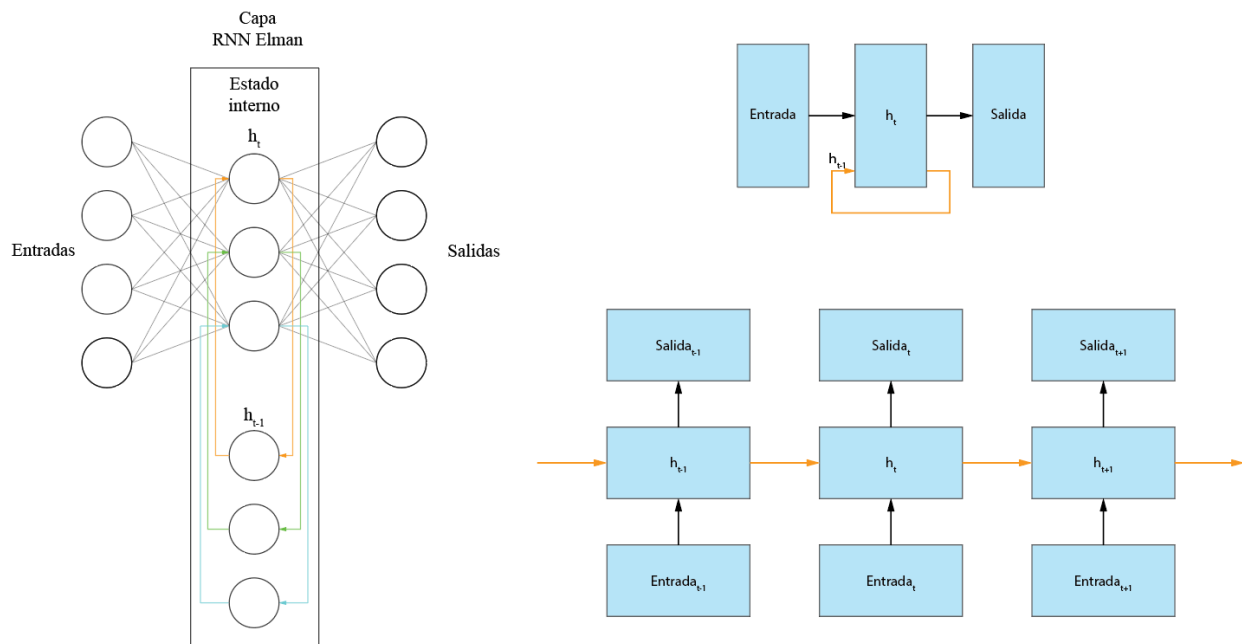 Capa
RNN Elman
Estado
interno
h_t
Entradas
Salidas
h_t-1
Entrada
h_t
Salida
h_t-1
Salida_t-1
Salida_t
Salida_t+1
h_t-1
h_t
h_t+1
Entrada_t-1
Entrada_t
Entrada_t+1